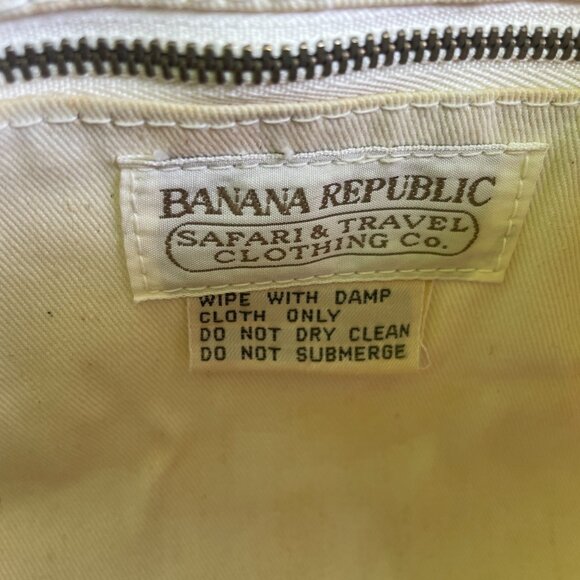 BANANA REPUBLIC
SAFARI & TRAVEL
CLOTHING Co.
WIPE WITH DAMP
CLOTH ONLY
DO NOT DRY CLEAN
DO NOT SUBMERGE